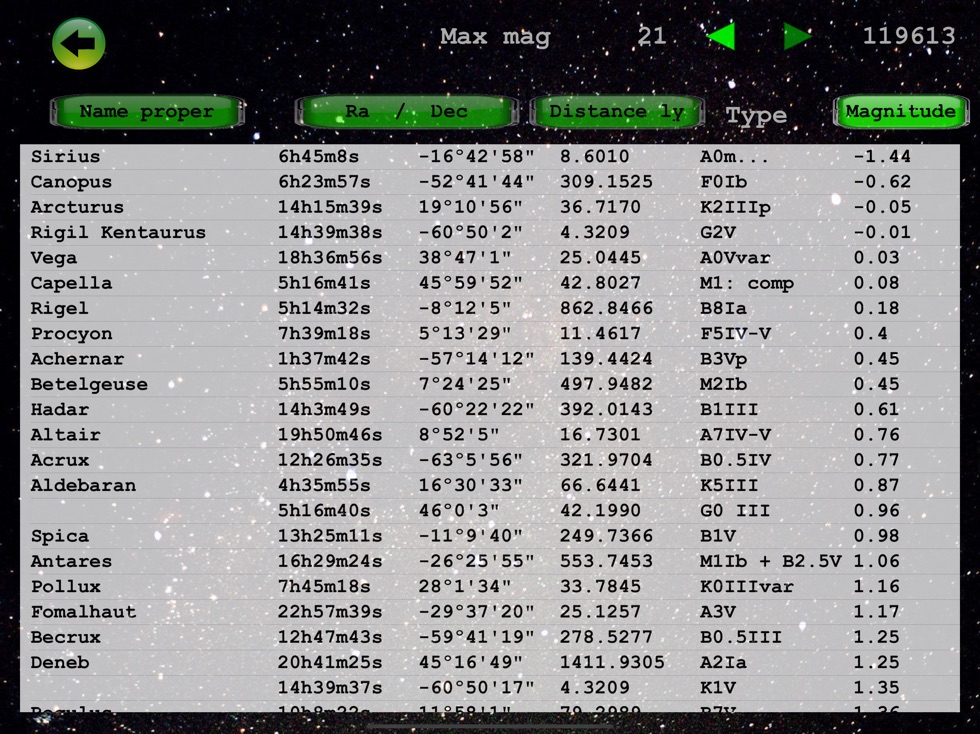 Max mag 21 119613
Name proper Ra / Dec Distance ly Type Magnitude
Sirius 6h45m8s -16°42'58" 8.6010 A0m... -1.44
Canopus 6h23m57s -52°41'44" 309.1525 F0Ib -0.62
Arcturus 14h15m39s 19°10'56" 36.7170 K2IIIp -0.05
Rigil Kentaurus 14h39m38s -60°50'2" 4.3209 G2V -0.01
Vega 18h36m56s 38°47'1" 25.0445 A0Vvar 0.03
Capella 5h16m41s 45°59'52" 42.8027 M1: comp 0.08
Rigel 5h14m32s -8°12'5" 862.8466 B8Ia 0.18
Procyon 7h39m18s 5°13'29" 11.4617 F5IV-V 0.4
Achernar 1h37m42s -57°14'12" 139.4424 B3Vp 0.45
Betelgeuse 5h55m10s 7°24'25" 497.9482 M2Ib 0.45
Hadar 14h3m49s -60°22'22" 392.0143 B1III 0.61
Altair 19h50m46s 8°52'5" 16.7301 A7IV-V 0.76
Acrux 12h26m35s -63°5'56" 321.9704 B0.5IV 0.77
Aldebaran 4h35m55s 16°30'33" 66.6441 K5III 0.87
5h16m40s 46°0'3" 42.1990 G0 III 0.96
Spica 13h25m11s -11°9'40" 249.7366 B1V 0.98
Antares 16h29m24s -26°25'55" 553.7453 M1Ib + B2.5V 1.06
Pollux 7h45m18s 28°1'34" 33.7845 K0IIIvar 1.16
Fomalhaut 22h57m39s -29°37'20" 25.1257 A3V 1.17
Becrux 12h47m43s -59°41'19" 278.5277 B0.5III 1.25
Deneb 20h41m25s 45°16'49" 1411.9305 A2Ia 1.25
14h39m37s -60°50'17" 4.3209 K1V 1.35
Regulus 1.36